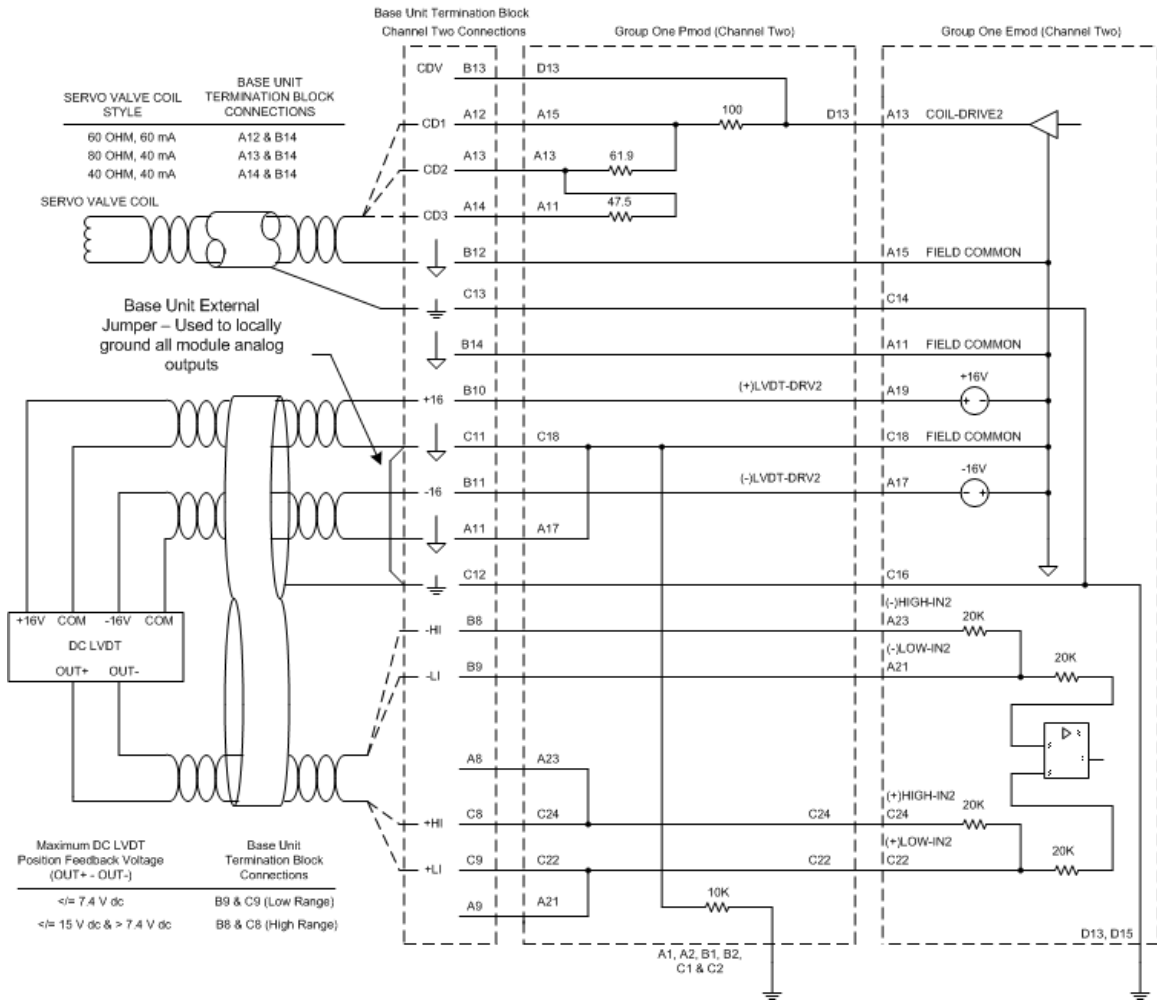 Base Unit Termination Block
Channel Two Connections
Group One Pmod (Channel Two)
Group One Emod (Channel Two)
CDV B13 D13
SERVO VALVE COIL STYLE
BASE UNIT TERMINATION BLOCK CONNECTIONS
60 OHM, 60 mA A12 & B14
80 OHM, 40 mA A13 & B14
40 OHM, 40 mA A14 & B14
CD1 A12 A15 100 D13 A13 COIL-DRIVE2
CD2 A13 A13 61.9
CD3 A14 A11 47.5
SERVO VALVE COIL
B12 A15 FIELD COMMON
C13 C14
Base Unit External
Jumper – Used to locally
ground all module analog
outputs
B14 A11 FIELD COMMON
+16 B10 (+)LVDT-DRV2 A19 +16V
+ -
C11 C18 C18 FIELD COMMON
-16 B11 (-)LVDT-DRV2 A17 -16V
- +
A11 A17
C12 C16
+16V COM -16V COM
DC LVDT
OUT+ OUT-
(-)HIGH-IN2
-HI B8 A23 20K
(-)LOW-IN2
-LI B9 A21 20K
A8 A23
(+)HIGH-IN2
+HI C8 C24 C24 C24 20K
(+)LOW-IN2
+LI C9 C22 C22 C22 20K
A9 A21
10K
Maximum DC LVDT
Position Feedback Voltage
(OUT+ - OUT-)
Base Unit
Termination Block
Connections
</= 7.4 V dc B9 & C9 (Low Range)
</= 15 V dc & > 7.4 V dc B8 & C8 (High Range)
A1, A2, B1, B2,
C1 & C2
D13, D15